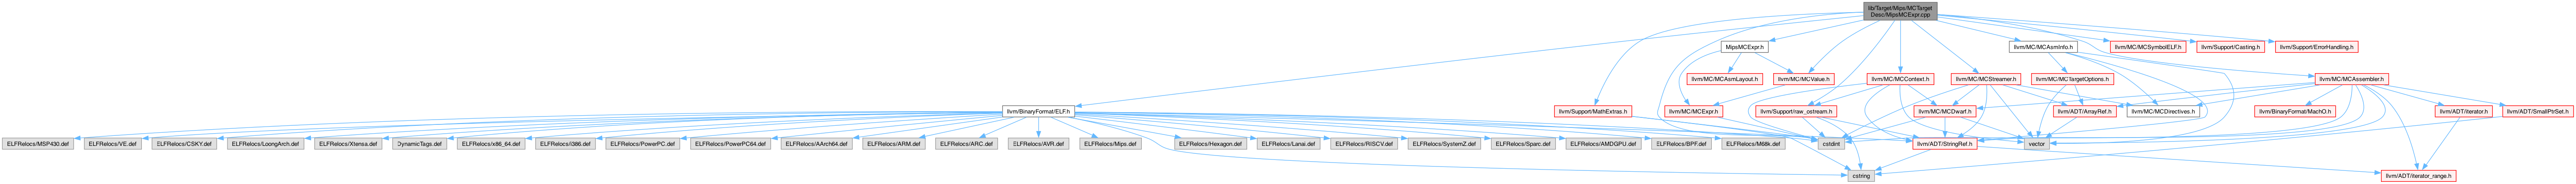 lib/Target/Mips/MCTarget
Desc/MipsMCExpr.cpp
MipsMCExpr.h
llvm/MC/MCAsmInfo.h
llvm/MC/MCSymbolELF.h
llvm/Support/Casting.h
llvm/Support/ErrorHandling.h
llvm/MC/MCAsmLayout.h
llvm/MC/MCValue.h
llvm/MC/MCContext.h
llvm/MC/MCStreamer.h
llvm/MC/MCTargetOptions.h
llvm/MC/MCAssembler.h
llvm/BinaryFormat/ELF.h
llvm/Support/MathExtras.h
llvm/MC/MCExpr.h
llvm/Support/raw_ostream.h
llvm/MC/MCDwarf.h
llvm/ADT/ArrayRef.h
llvm/MC/MCDirectives.h
llvm/BinaryFormat/MachO.h
llvm/ADT/iterator.h
llvm/ADT/SmallPtrSet.h
ELFRelocs/MSP430.def
ELFRelocs/VE.def
ELFRelocs/CSKY.def
ELFRelocs/LoongArch.def
ELFRelocs/Xtensa.def
DynamicTags.def
ELFRelocs/x86_64.def
ELFRelocs/i386.def
ELFRelocs/PowerPC.def
ELFRelocs/PowerPC64.def
ELFRelocs/AArch64.def
ELFRelocs/ARM.def
ELFRelocs/ARC.def
ELFRelocs/AVR.def
ELFRelocs/Mips.def
ELFRelocs/Hexagon.def
ELFRelocs/Lanai.def
ELFRelocs/RISCV.def
ELFRelocs/SystemZ.def
ELFRelocs/Sparc.def
ELFRelocs/AMDGPU.def
ELFRelocs/BPF.def
ELFRelocs/M68k.def
cstdint
llvm/ADT/StringRef.h
vector
cstring
llvm/ADT/iterator_range.h